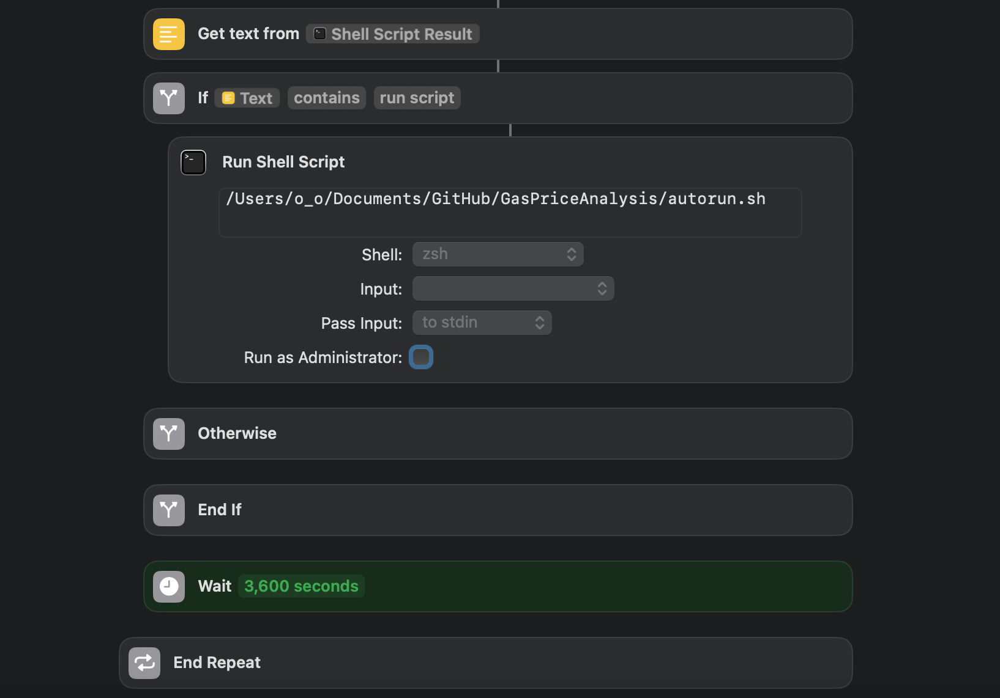 Get text from Shell Script Result
If Text contains run script
Run Shell Script
/Users/o_o/Documents/GitHub/GasPriceAnalysis/autorun.sh
Shell: zsh
Input:
Pass Input: to stdin
Run as Administrator:
Otherwise
End If
Wait 3,600 seconds
End Repeat